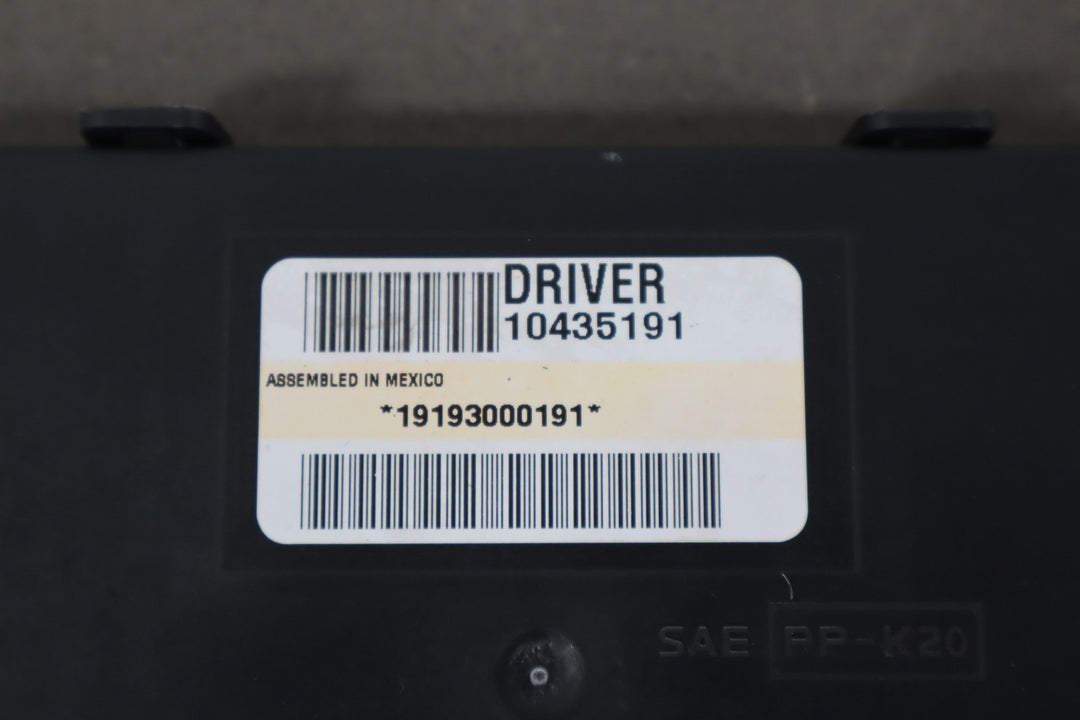 DRIVER
10435191
ASSEMBLED IN MEXICO
*19193000191*
SAE PP-K20